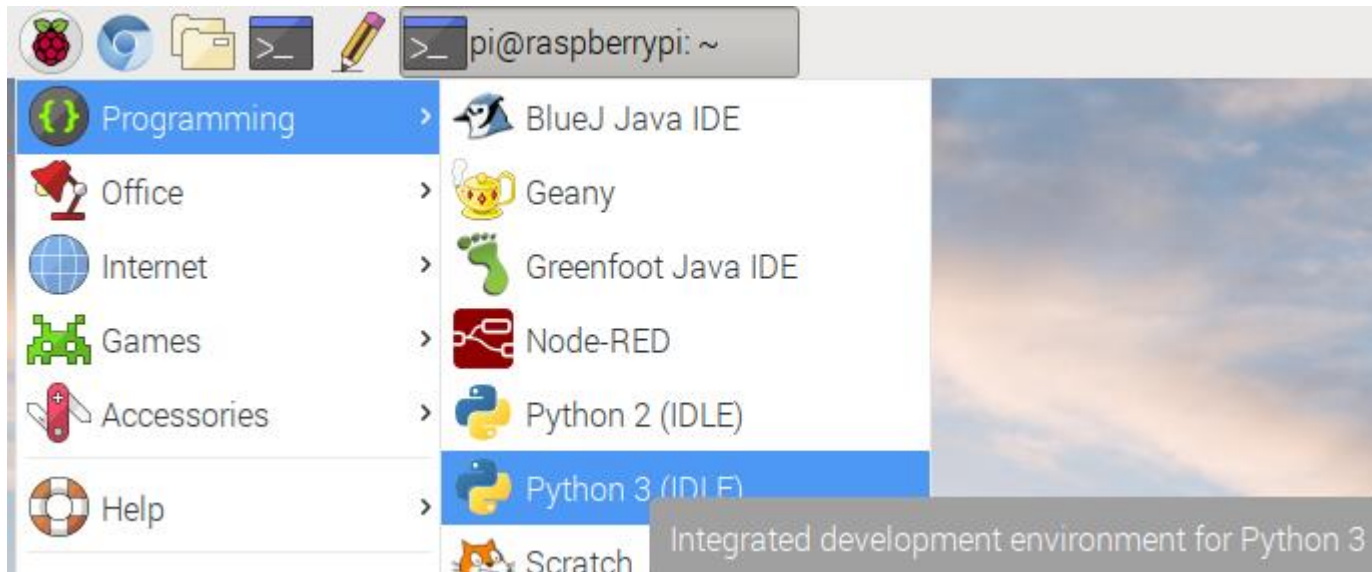 >_
>_ pi@raspberrypi: ~
{} Programming
Office
Internet
Games
Accessories
Help
BlueJ Java IDE
Geany
Greenfoot Java IDE
Node-RED
Python 2 (IDLE)
Python 3 (IDLE)
Integrated development environment for Python 3
Scratch